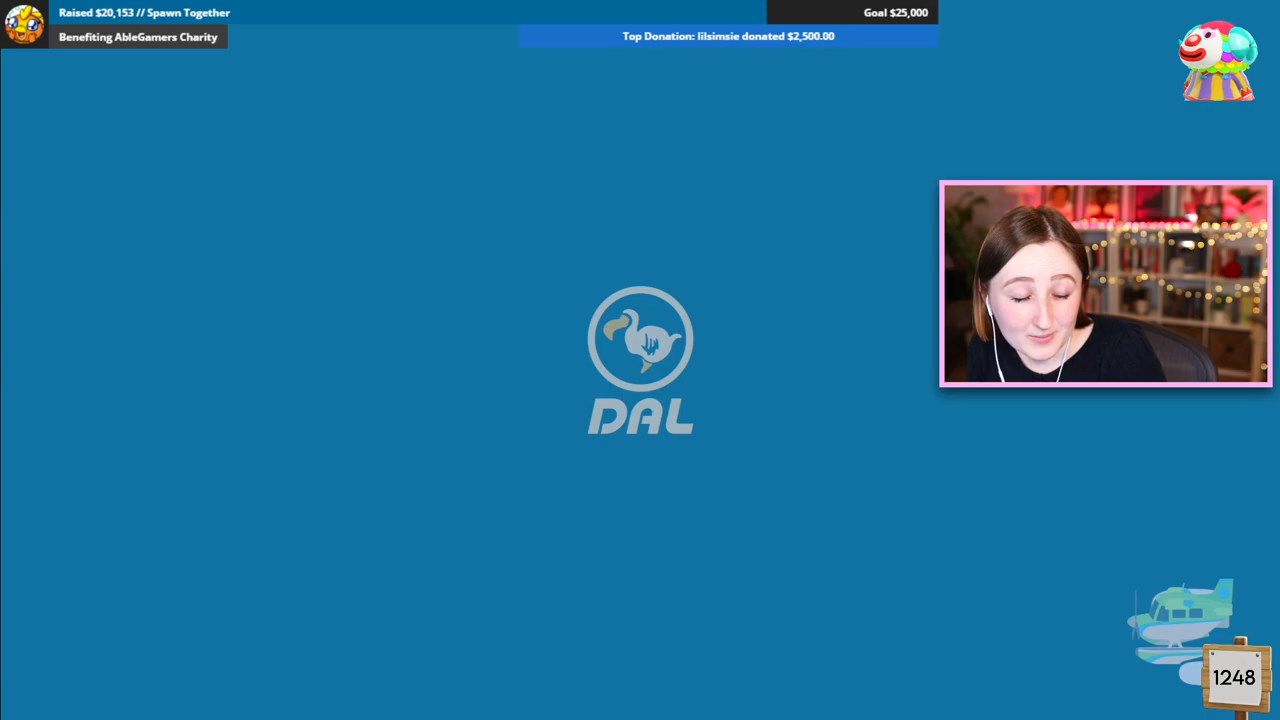 Raised $20,153 // Spawn Together
Goal $25,000
Benefiting AbleGamers Charity
Top Donation: lilsimsie donated $2,500.00
DAL
1248